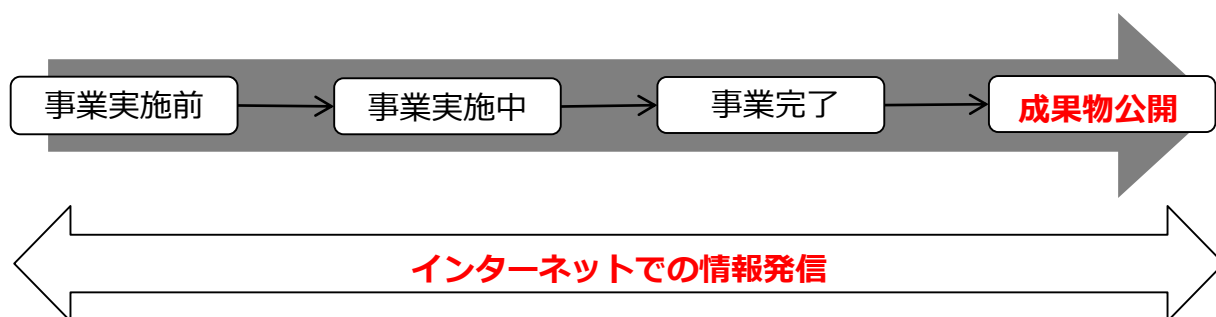 事業実施前
事業実施中
事業完了
成果物公開
インターネットでの情報発信